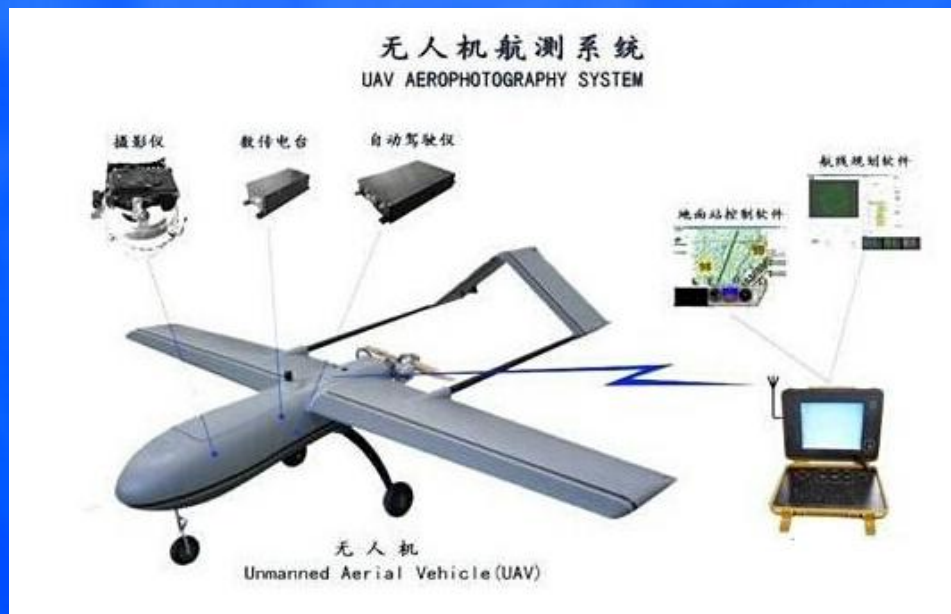 无人机航测系统
UAV AEROPHOTOGRAPHY SYSTEM
摄影仪
数传电台
自动驾驶仪
航线规划软件
地面站控制软件
无人机
Unmanned Aerial Vehicle(UAV)